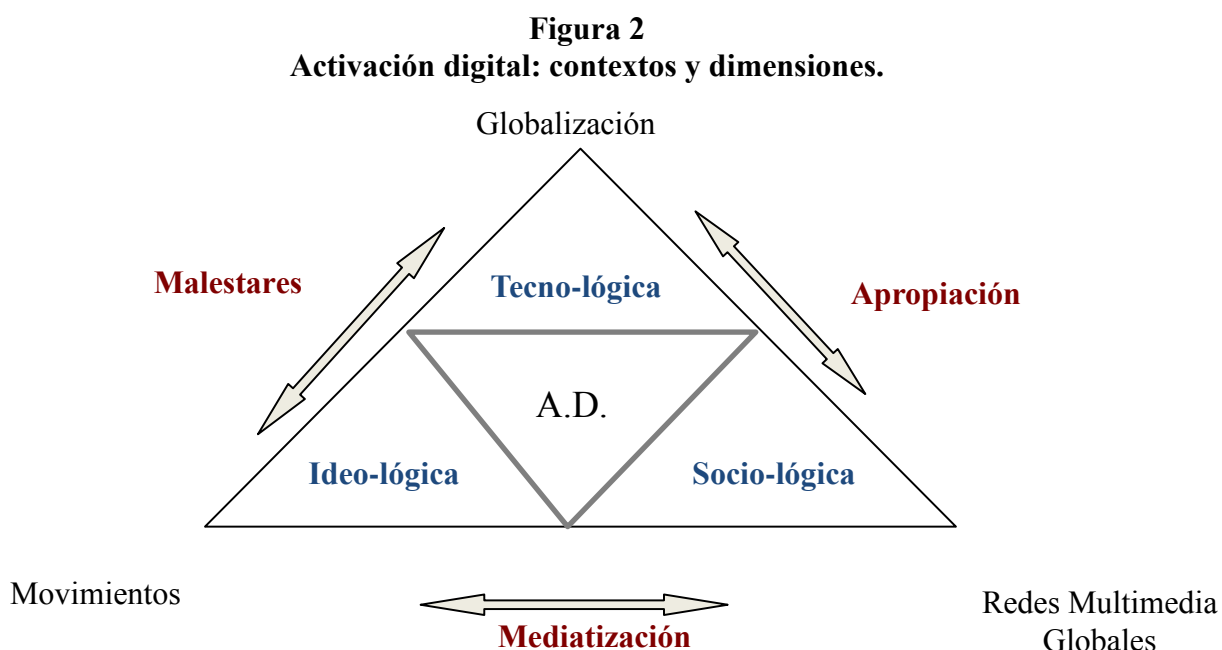 Figura 2
Activación digital: contextos y dimensiones.
Globalización
Malestares
Tecno-lógica
Apropiación
A.D.
Ideo-lógica
Socio-lógica
Movimientos
Redes Multimedia
Globales
Mediatización